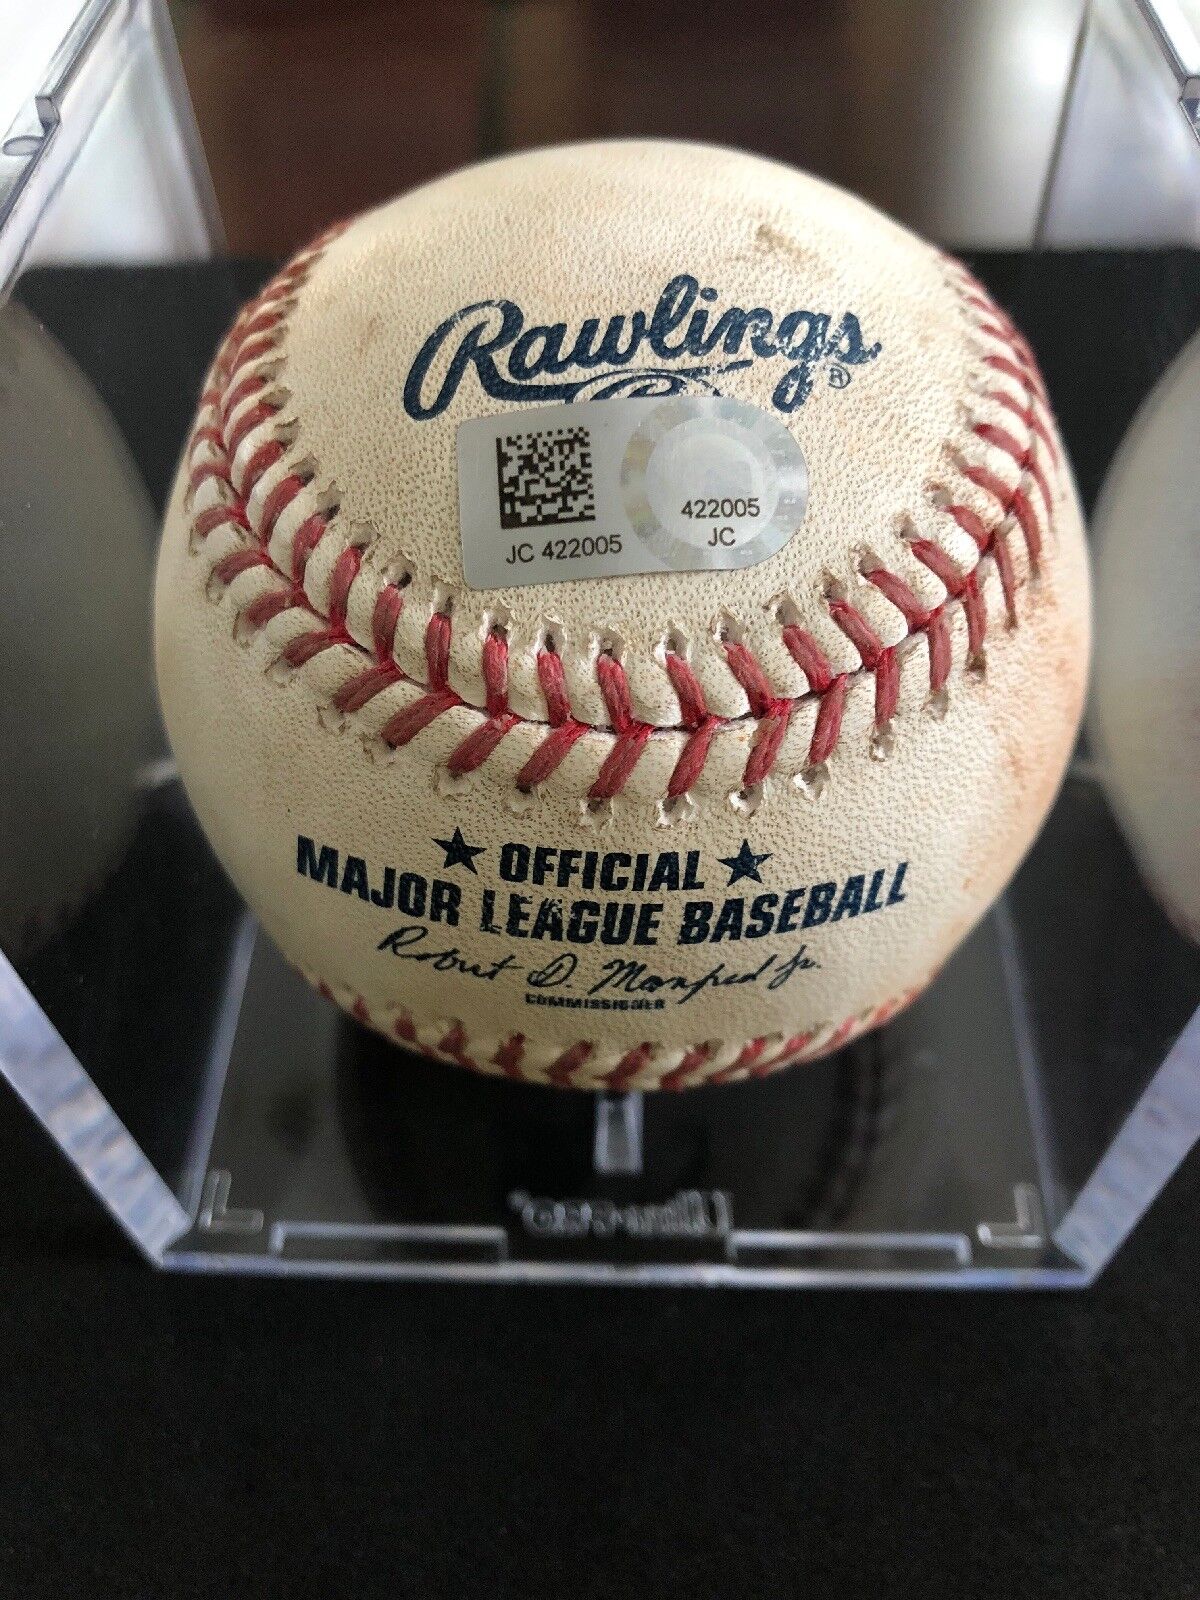 Rawlings
®
JC 422005
422005
JC
★ OFFICIAL ★
MAJOR LEAGUE BASEBALL
Robert D. Manfred Jr.
COMMISSIONER